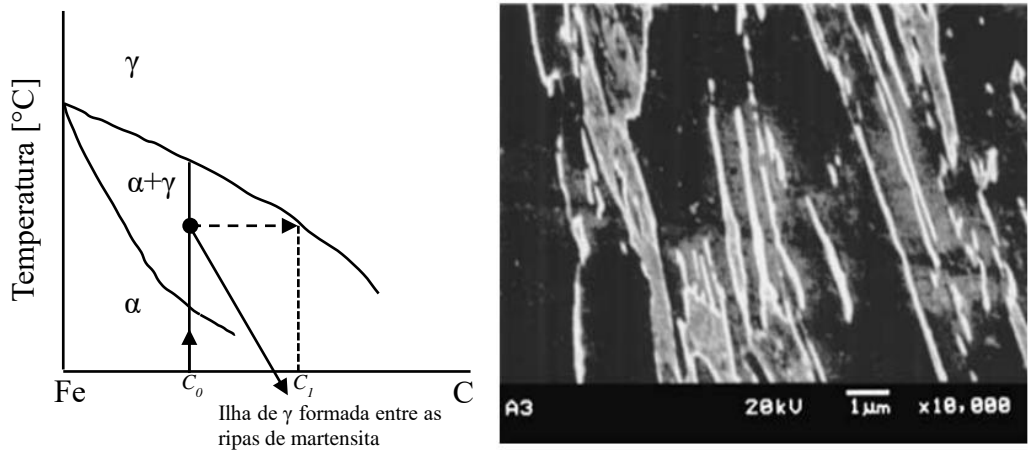 Temperatura [°C]
γ
α+γ
α
Fe
C₀
C₁
C
Ilha de γ formada entre as
ripas de martensita
A3 20kV 1μm x10,000